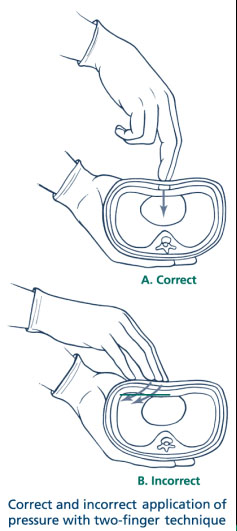 A. Correct
B. Incorrect
Correct and incorrect application of
pressure with two-finger technique